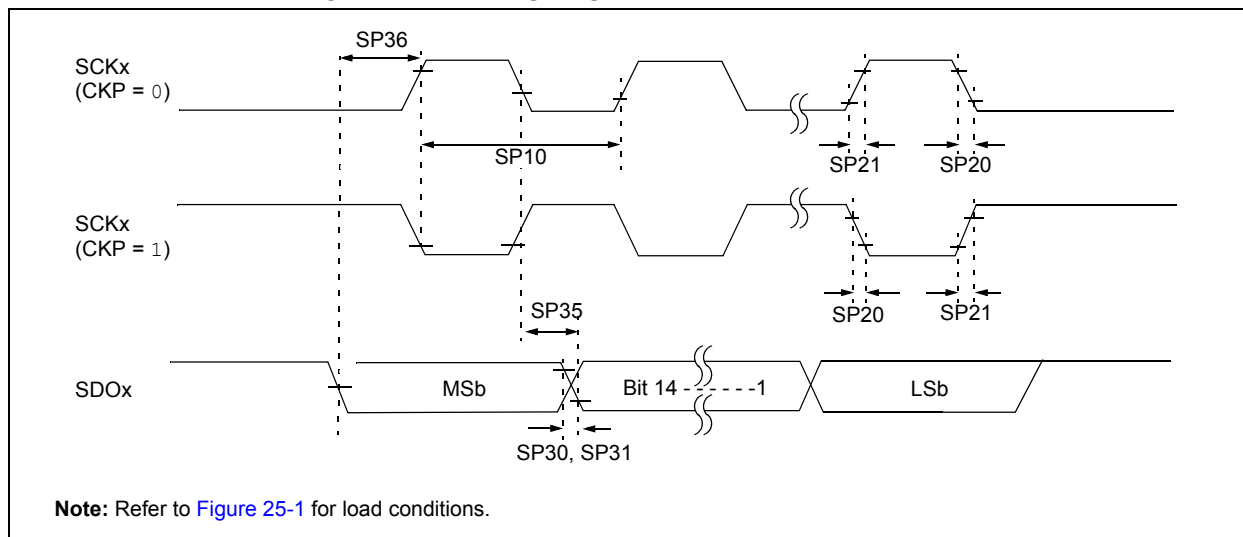 SP36
SCKx
(CKP = 0)
SP10
SP21
SP20
SCKx
(CKP = 1)
SP35
SP20
SP21
SDOx
MSb
Bit 14 - - - - - -1
LSb
SP30, SP31
Note: Refer to Figure 25-1 for load conditions.